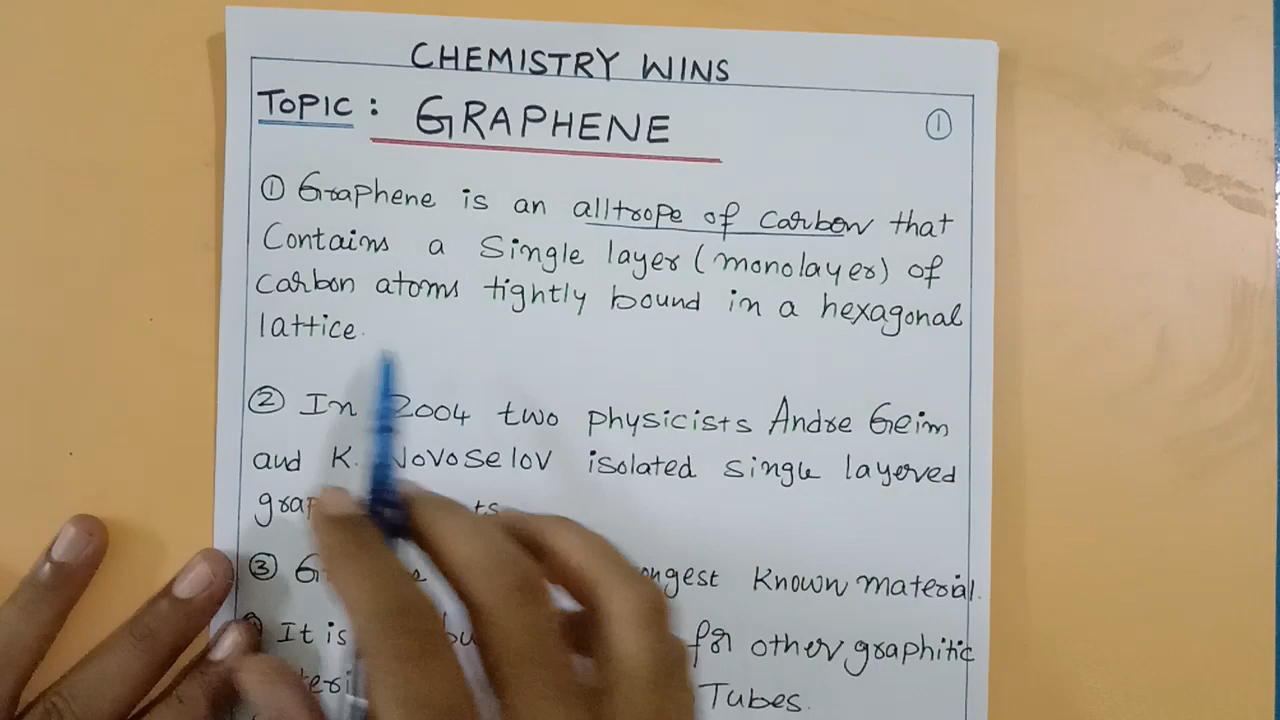 CHEMISTRY WINS
TOPIC : GRAPHENE
①
① Graphene is an alltrope of carbon that
Contains a single layer (monolayer) of
carbon atoms tightly bound in a hexagonal
lattice.
② In 2004 two physicists Andre Geim
and K. Novoselov isolated single layered
③ Known material.
It is for other graphitic
Tubes.